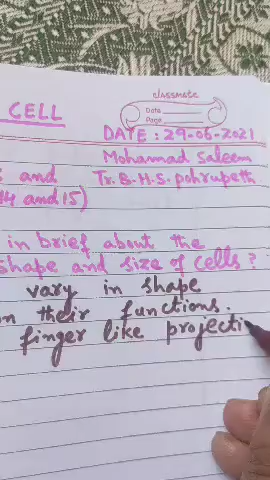 classmate
Date
Page
CELL
DATE : 29-06-2021
Mohammad Saleem
and Tr. B.H.S.
14 and 15)
in brief about the
shape and size of cells?
vary in shape
on their functions.
finger like projecti